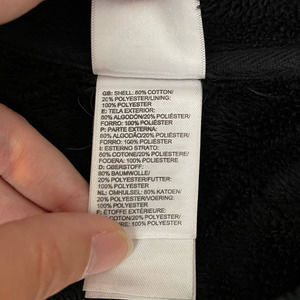 GB: SHELL: 80% COTTON/
20% POLYESTER/LINING:
100% POLYESTER
E: TELA EXTERIOR:
80% ALGODÓN/20% POLIÉSTER/
FORRO: 100% POLIÉSTER
P: PARTE EXTERNA:
80% ALGODÃO/20% POLIÉSTER/
FORRO: 100% POLIÉSTER
I: ESTERNO STRATO:
80% COTONE/20% POLIESTERE/
FODERA: 100% POLIESTERE
D: OBERSTOFF:
80% BAUMWOLLE/
20% POLYESTER/FUTTER:
100% POLYESTER
NL: OMHULSEL: 80% KATOEN/
20% POLYESTER/VOERING:
100% POLYESTER
F: ÉTOFFE EXTÉRIEURE:
COTON/20% POLYESTER/
100% POLYESTER